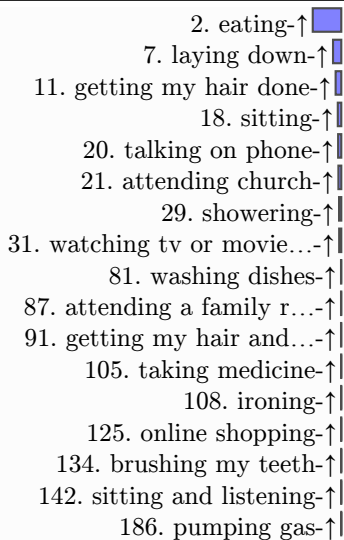 2. eating-↑
7. laying down-↑
11. getting my hair done-↑
18. sitting-↑
20. talking on phone-↑
21. attending church-↑
29. showering-↑
31. watching tv or movie...-↑
81. washing dishes-↑
87. attending a family r...-↑
91. getting my hair and...-↑
105. taking medicine-↑
108. ironing-↑
125. online shopping-↑
134. brushing my teeth-↑
142. sitting and listening-↑
186. pumping gas-↑